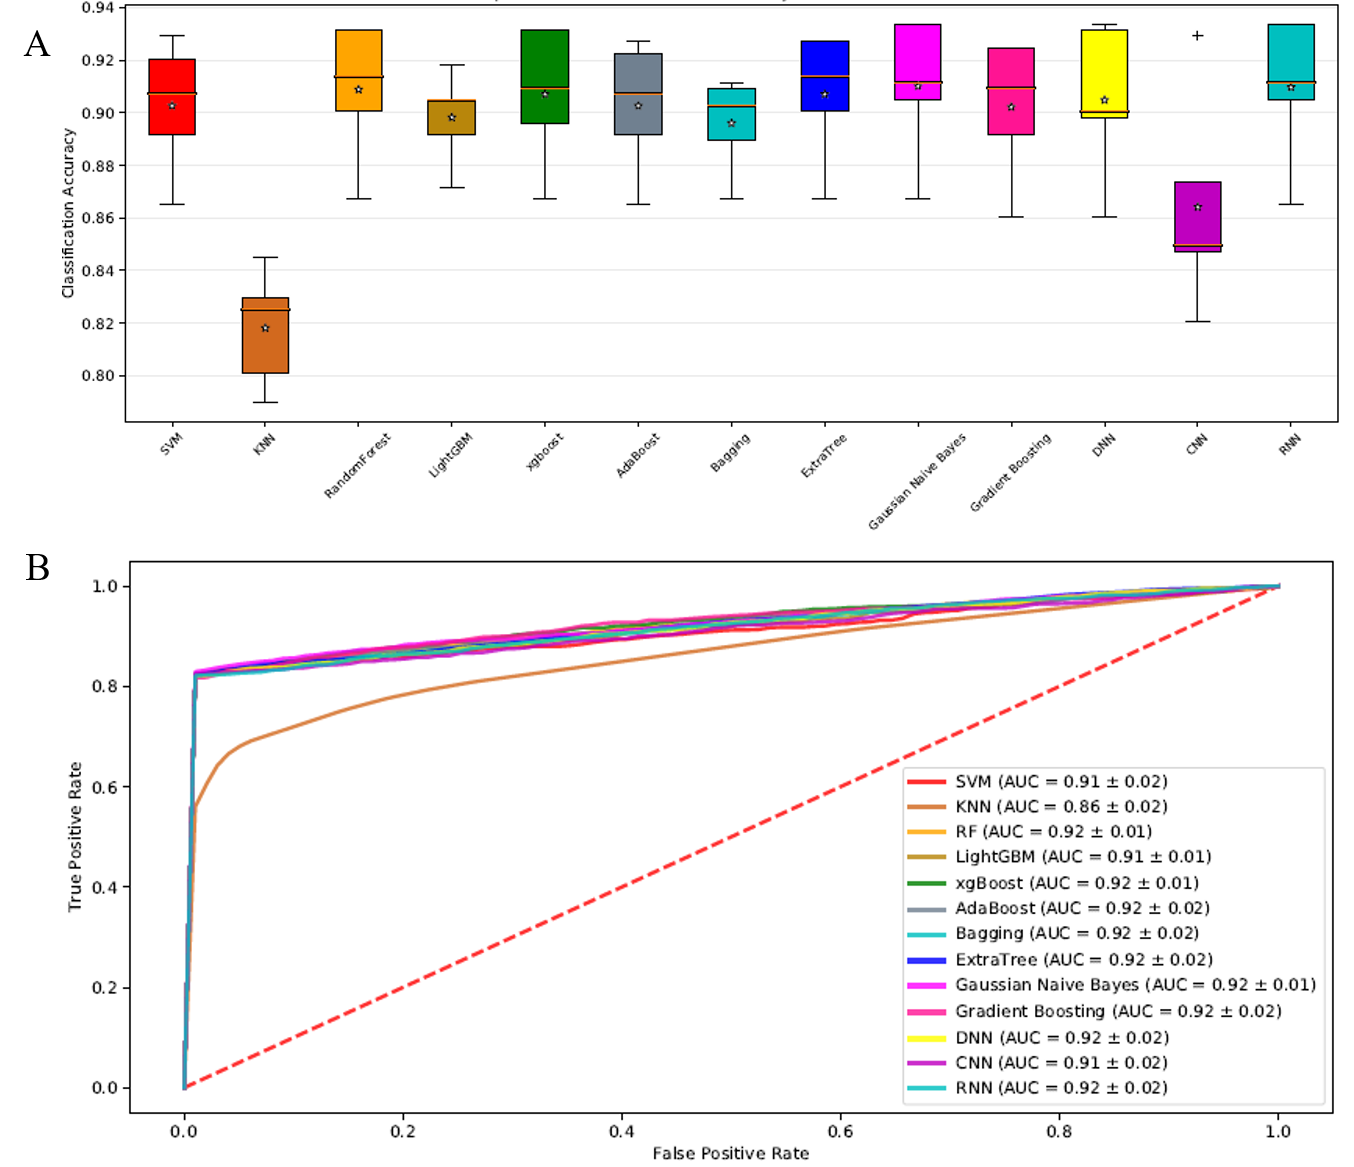 A
0.94
0.92
0.90
0.88
0.86
0.84
0.82
0.80
Classification Accuracy
SVM
KNN
RandomForest
LightGBM
xgboost
AdaBoost
Bagging
ExtraTree
Gaussian Naive Bayes
Gradient Boosting
DNN
CNN
RNN
B
1.0
0.8
0.6
0.4
0.2
0.0
True Positive Rate
SVM (AUC = 0.91 ± 0.02)
KNN (AUC = 0.86 ± 0.02)
RF (AUC = 0.92 ± 0.01)
LightGBM (AUC = 0.91 ± 0.01)
xgBoost (AUC = 0.92 ± 0.01)
AdaBoost (AUC = 0.92 ± 0.02)
Bagging (AUC = 0.92 ± 0.02)
ExtraTree (AUC = 0.92 ± 0.02)
Gaussian Naive Bayes (AUC = 0.92 ± 0.01)
Gradient Boosting (AUC = 0.92 ± 0.02)
DNN (AUC = 0.92 ± 0.02)
CNN (AUC = 0.91 ± 0.02)
RNN (AUC = 0.92 ± 0.02)
0.0 0.2 0.4 0.6 0.8 1.0
False Positive Rate